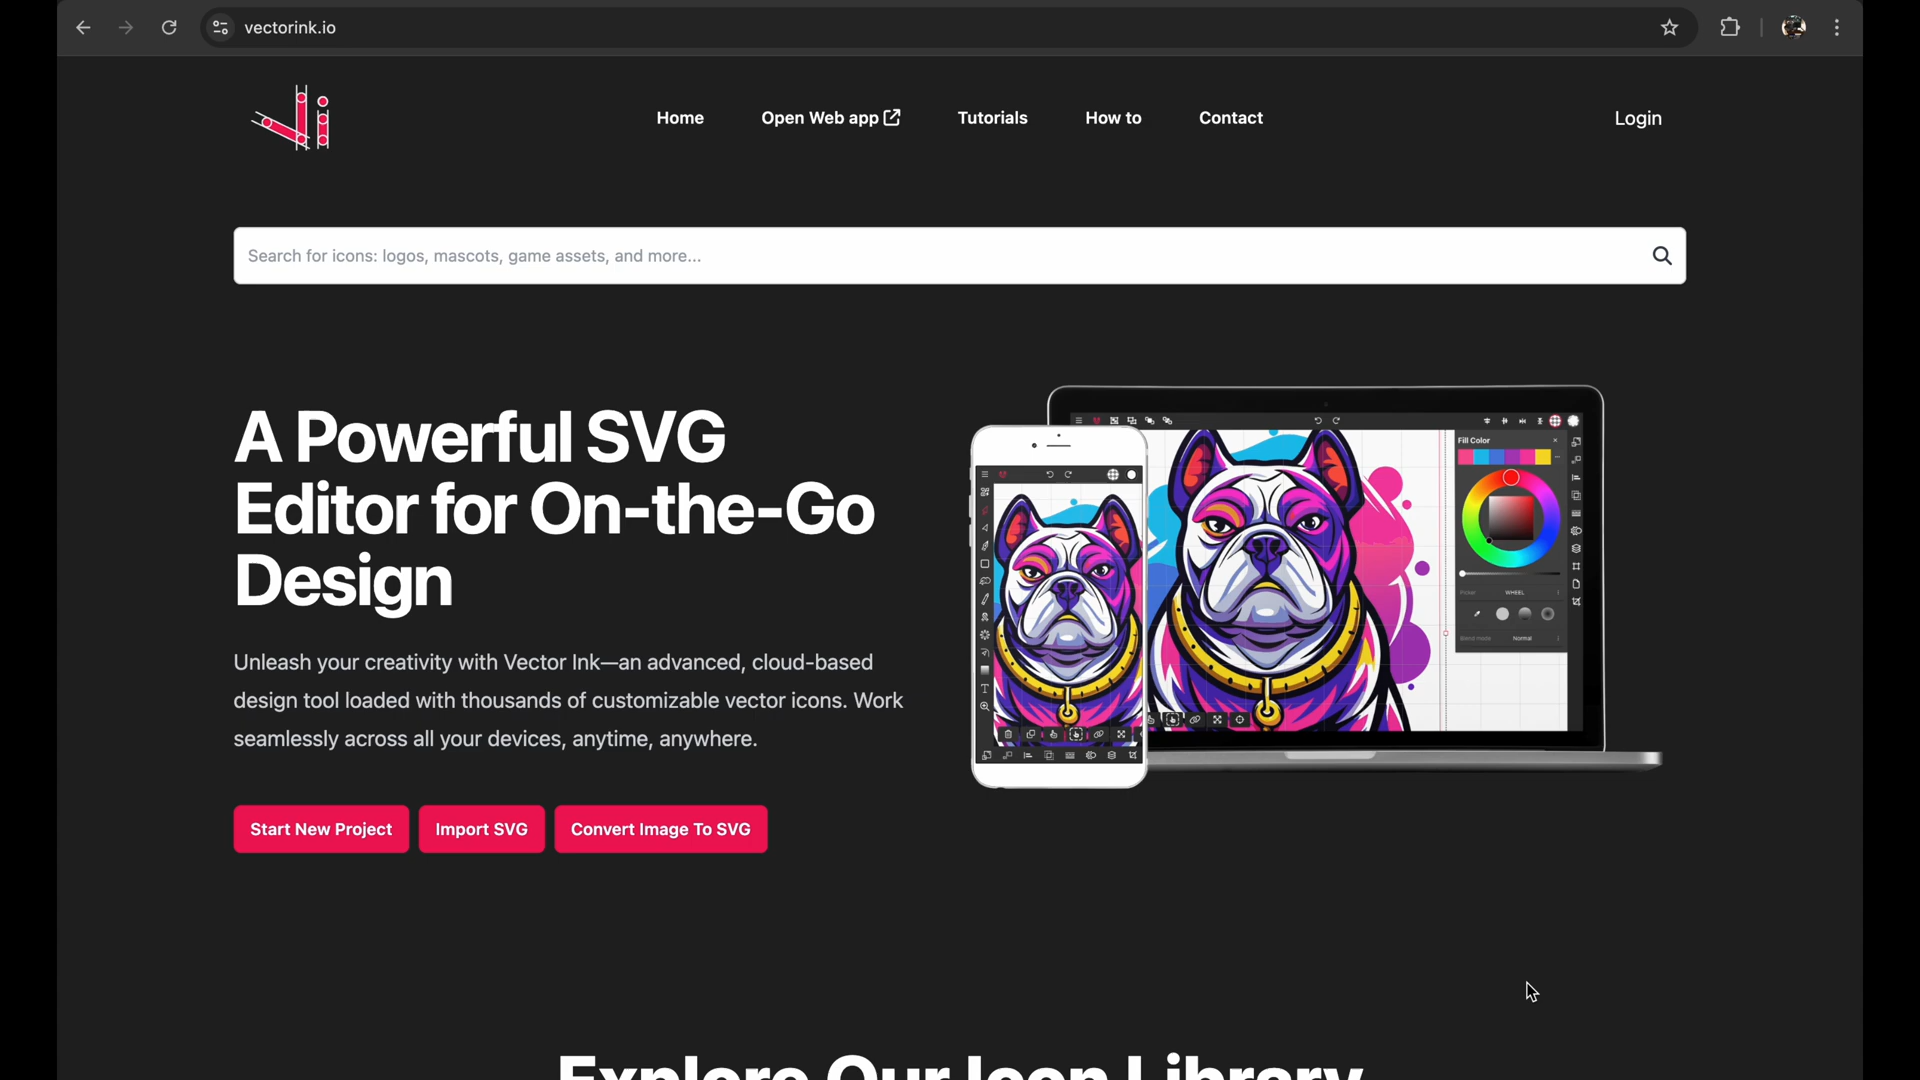 vectorink.io
Home
Open Web app
Tutorials
How to
Contact
Login
Search for icons: logos, mascots, game assets, and more...
A Powerful SVG
Editor for On-the-Go
Design
Unleash your creativity with Vector Ink—an advanced, cloud-based
design tool loaded with thousands of customizable vector icons. Work
seamlessly across all your devices, anytime, anywhere.
Start New Project
Import SVG
Convert Image To SVG
Fill Color
Picker
WHEEL
Blend mode
Normal
Explore Our Icon Library